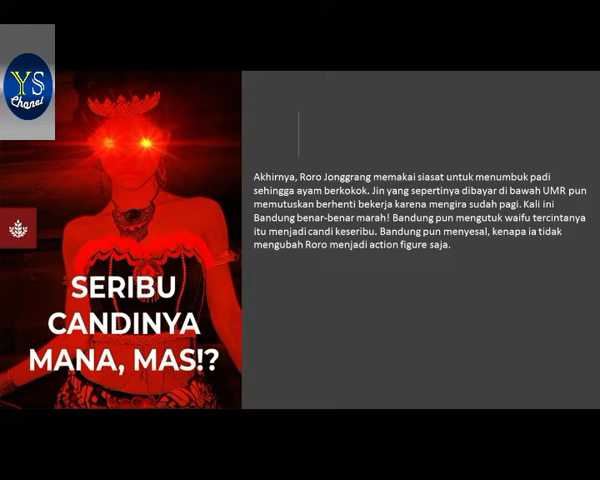 YS
Chanel
Akhirnya, Roro Jonggrang memakai siasat untuk menumbuk padi
sehingga ayam berkokok. Jin yang sepertinya dibayar di bawah UMR pun
memutuskan berhenti bekerja karena mengira sudah pagi. Kali ini
Bandung benar-benar marah! Bandung pun mengutuk waifu tercintanya
itu menjadi candi keseribu. Bandung pun menyesal, kenapa ia tidak
mengubah Roro menjadi action figure saja.
SERIBU
CANDINYA
MANA, MAS!?